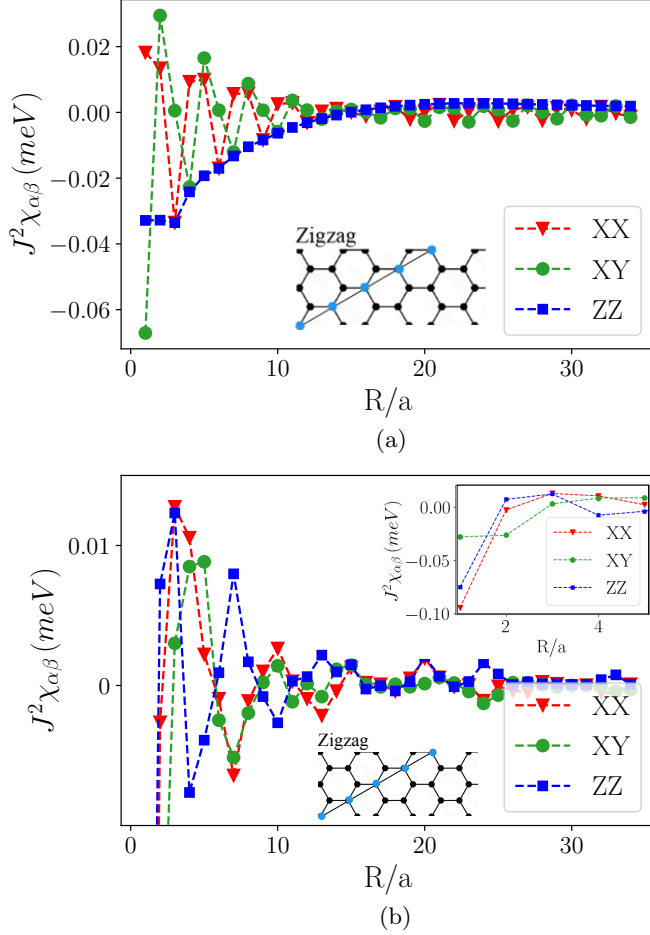 0.02
0.00
−0.02
−0.04
−0.06
J²χαβ (meV)
Zigzag
XX
XY
ZZ
0
10
20
30
R/a
(a)
0.01
0
J²χαβ (meV)
0.00
−0.05
−0.10
J²χαβ (meV)
XX
XY
ZZ
2
4
R/a
Zigzag
XX
XY
ZZ
0
10
20
30
R/a
(b)